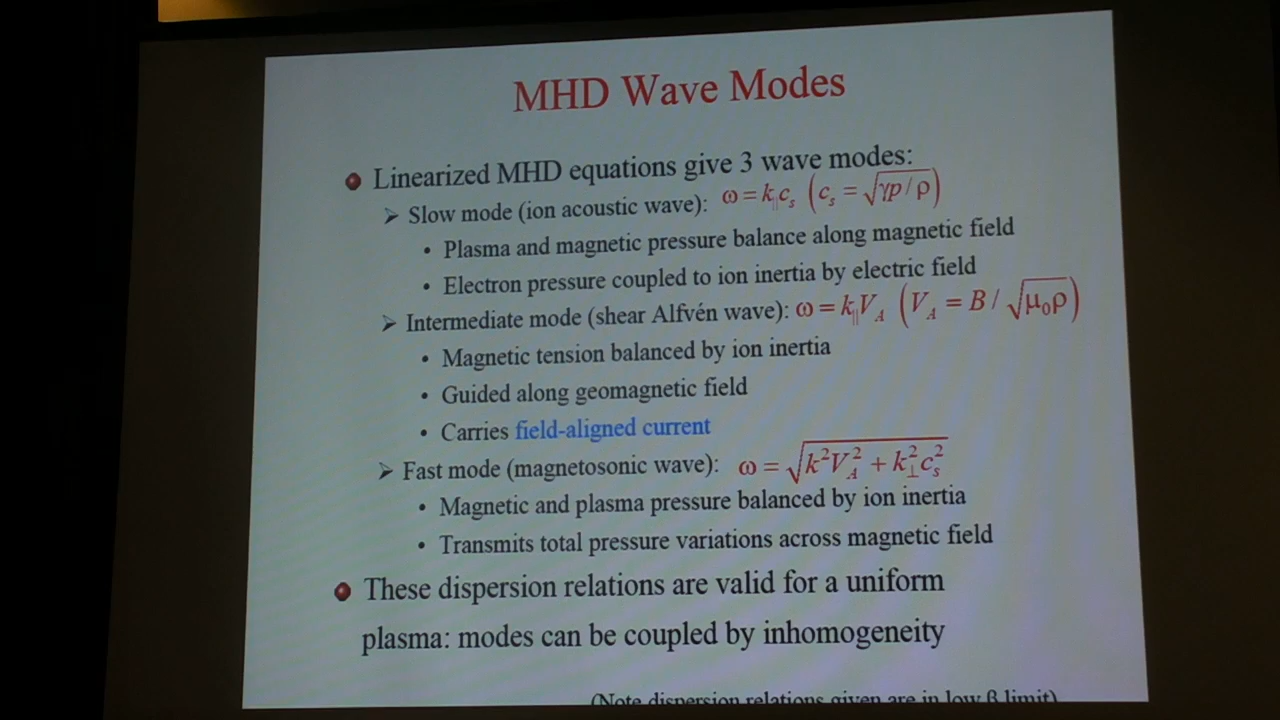 MHD Wave Modes
Linearized MHD equations give 3 wave modes:
Slow mode (ion acoustic wave): ω = k∥cₛ (cₛ = √(γp / ρ))
• Plasma and magnetic pressure balance along magnetic field
• Electron pressure coupled to ion inertia by electric field
Intermediate mode (shear Alfvén wave): ω = k∥V_A (V_A = B / √(μ₀ρ))
• Magnetic tension balanced by ion inertia
• Guided along geomagnetic field
• Carries field-aligned current
Fast mode (magnetosonic wave): ω = √(k²V_A² + k⊥²cₛ²)
• Magnetic and plasma pressure balanced by ion inertia
• Transmits total pressure variations across magnetic field
These dispersion relations are valid for a uniform
plasma: modes can be coupled by inhomogeneity
(Note dispersion relations given are in low β limit)